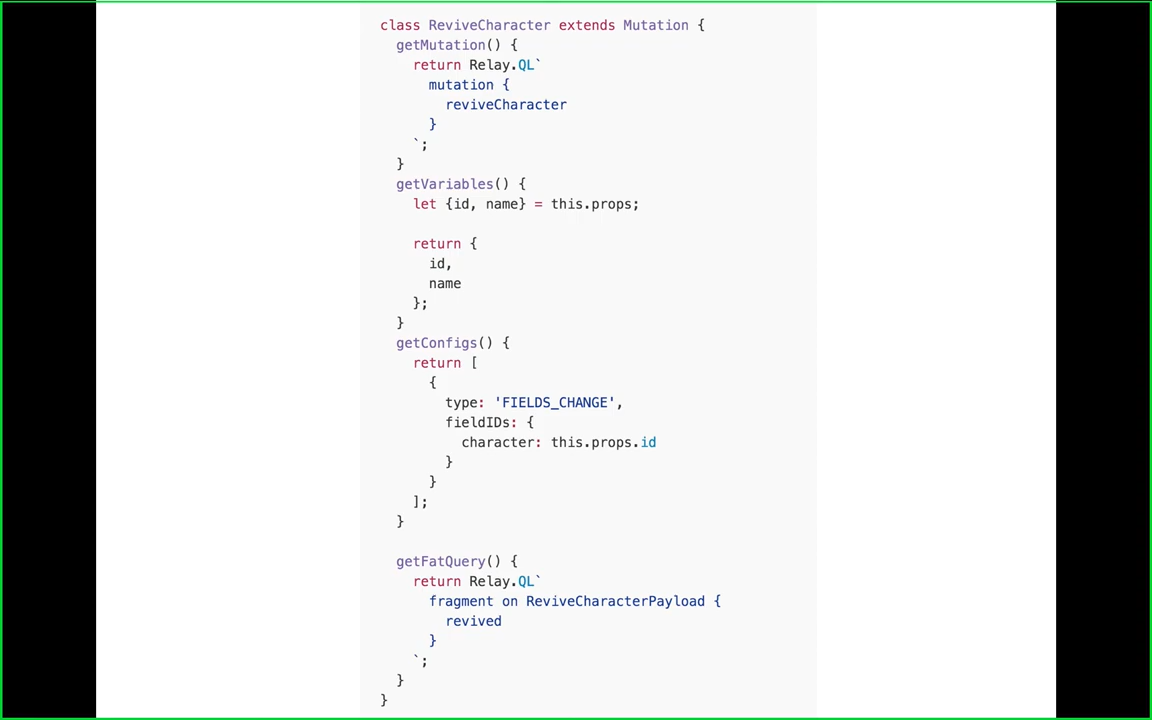 class ReviveCharacter extends Mutation {
  getMutation() {
    return Relay.QL`
      mutation {
        reviveCharacter
      }
    `;
  }
  getVariables() {
    let {id, name} = this.props;

    return {
      id,
      name
    };
  }
  getConfigs() {
    return [
      {
        type: 'FIELDS_CHANGE',
        fieldIDs: {
          character: this.props.id
        }
      }
    ];
  }

  getFatQuery() {
    return Relay.QL`
      fragment on ReviveCharacterPayload {
        revived
      }
    `;
  }
}